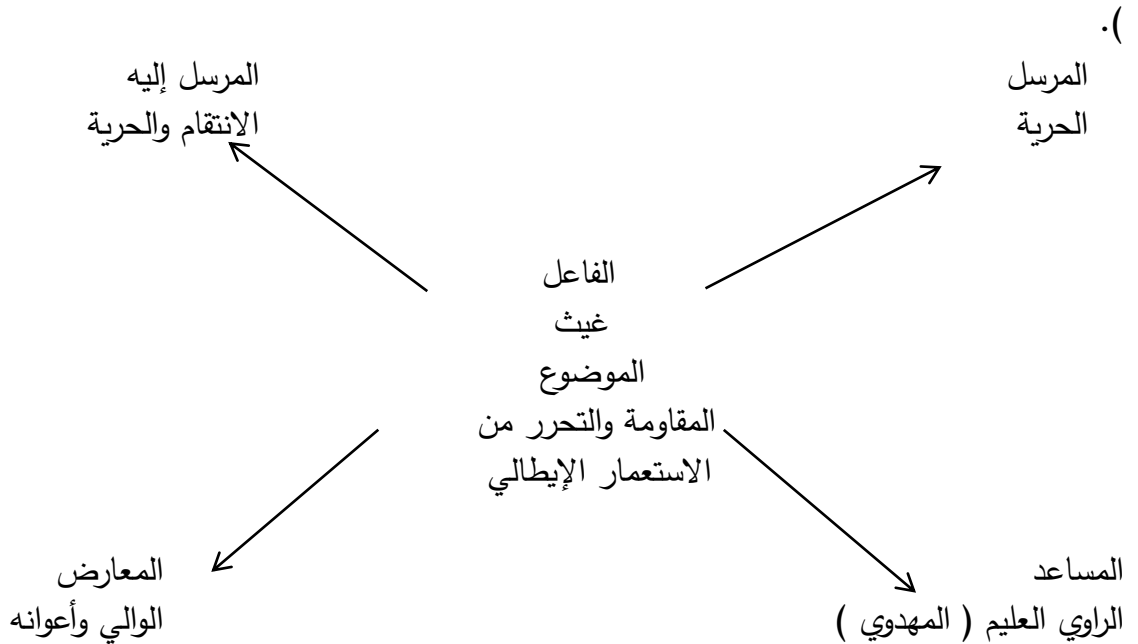 ).
المرسل
الحرية
المرسل إليه
الانتقام والحرية
الفاعل
غيث
الموضوع
المقاومة والتحرر من
الاستعمار الإيطالي
المساعد
الراوي العليم ( المهدوي )
المعارض
الوالي وأعوانه